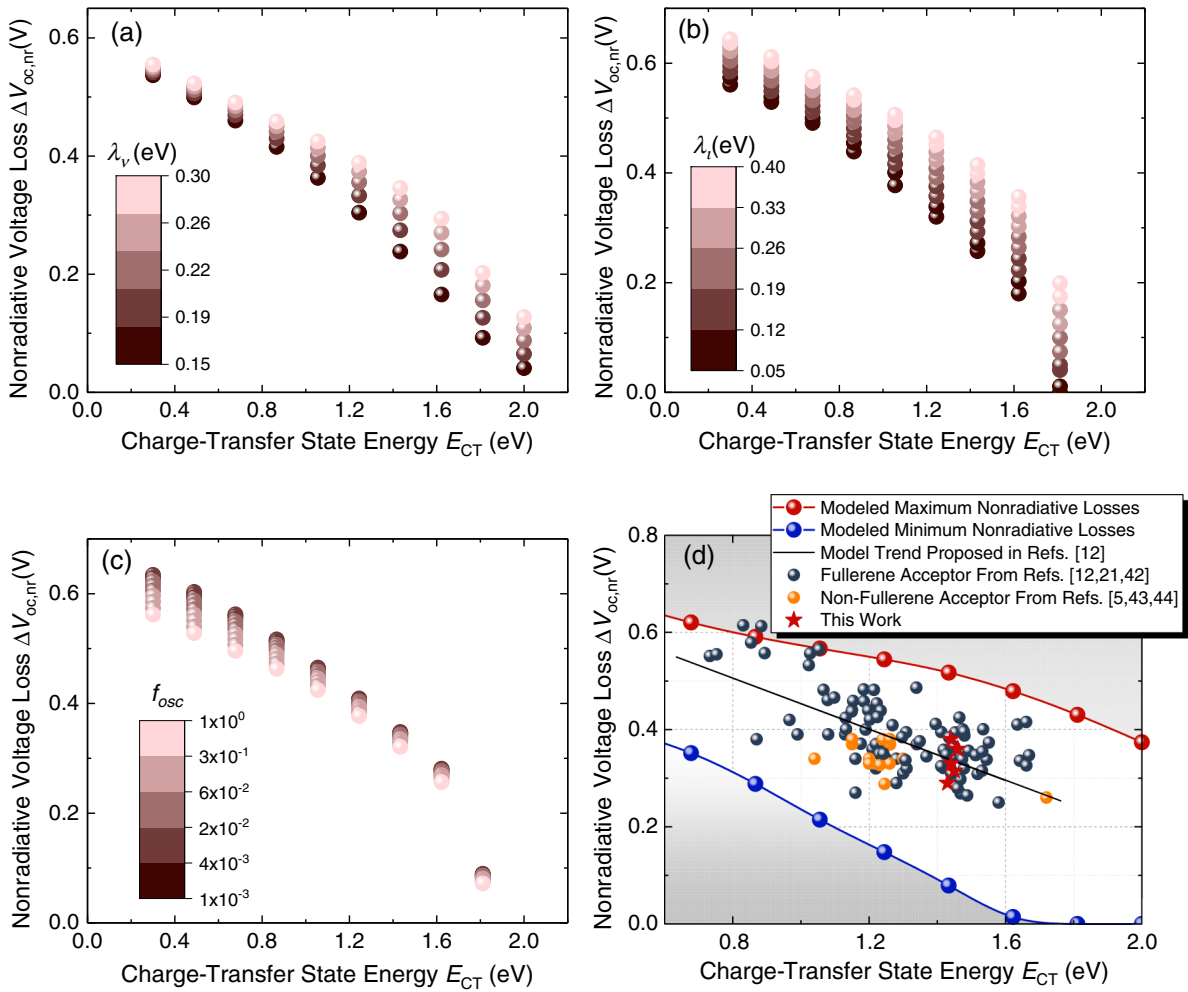 (a)
Nonradiative Voltage Loss Δ Voc,nr(V)
0.6
0.4
0.2
0.0
λv (eV)
0.30
0.26
0.22
0.19
0.15
0.0 0.4 0.8 1.2 1.6 2.0
Charge-Transfer State Energy ECT (eV)
(b)
Nonradiative Voltage Loss Δ Voc,nr(V)
0.6
0.4
0.2
0.0
λι(eV)
0.40
0.33
0.26
0.19
0.12
0.05
0.0 0.4 0.8 1.2 1.6 2.0
Charge-Transfer State Energy ECT (eV)
(c)
Nonradiative Voltage Loss Δ Voc,nr(V)
0.6
0.4
0.2
0.0
fosc
1x10⁰
3x10⁻¹
6x10⁻²
2x10⁻²
4x10⁻³
1x10⁻³
0.0 0.4 0.8 1.2 1.6 2.0
Charge-Transfer State Energy ECT (eV)
Modeled Maximum Nonradiative Losses
Modeled Minimum Nonradiative Losses
Model Trend Proposed in Refs. [12]
Fullerene Acceptor From Refs. [12,21,42]
Non-Fullerene Acceptor From Refs. [5,43,44]
This Work
(d)
Nonradiative Voltage Loss Δ Voc,nr(V)
0.8
0.6
0.4
0.2
0.0
0.8 1.2 1.6 2.0
Charge-Transfer State Energy ECT (eV)